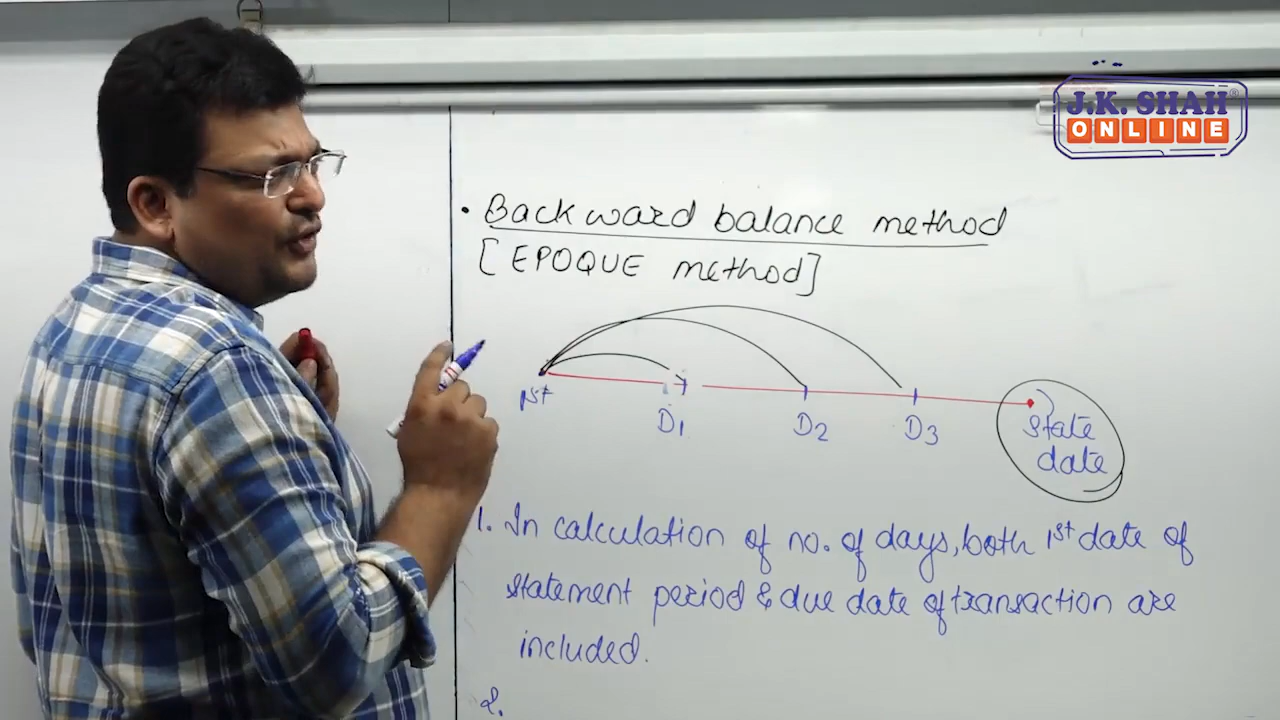 J.K. SHAH®
ONLINE
• Backward balance method
[EPOQUE method]
1st
D1
D2
D3
state
date
1. In calculation of no. of days, both 1st date of
statement period & due date of transaction are
included.
2.